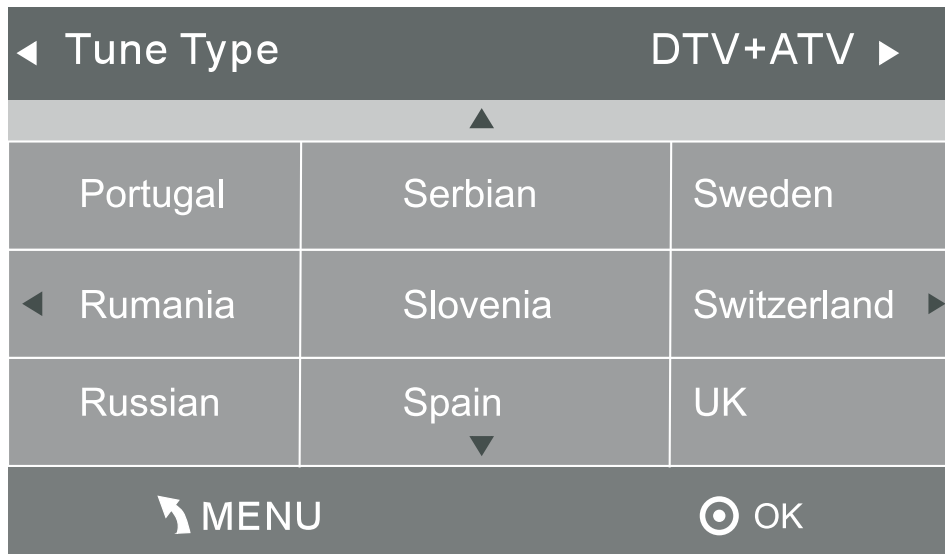 Tune Type DTV+ATV
Portugal Serbian Sweden
Rumania Slovenia Switzerland
Russian Spain UK
MENU OK